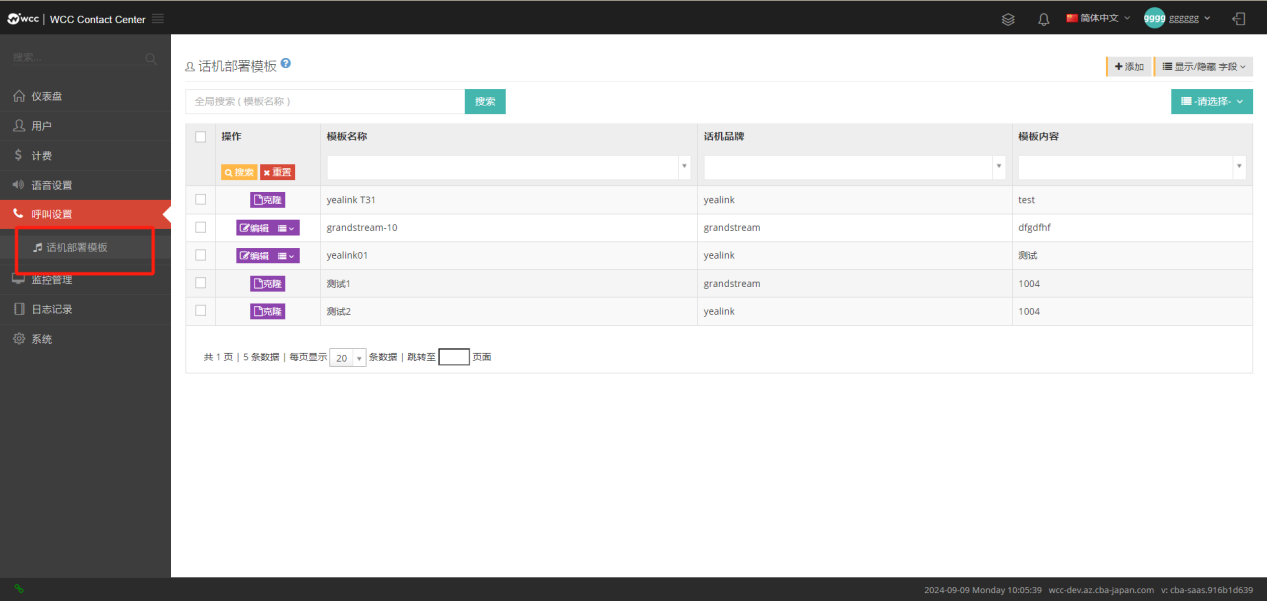 wcc | WCC Contact Center
简体中文
gggg gggggg
搜索...
仪表盘
用户
计费
语音设置
呼叫设置
话机部署模板
监控管理
日志记录
系统
话机部署模板 ?
添加 显示/隐藏 字段
全局搜索 ( 模板名称 ) 搜索 -请选择-
操作 模板名称 话机品牌 模板内容
搜索 重置
克隆 yealink T31 yealink test
编辑 grandstream-10 grandstream dfgdfhf
编辑 yealink01 yealink 测试
克隆 测试1 grandstream 1004
克隆 测试2 yealink 1004
共 1 页 | 5 条数据 | 每页显示 20 条数据 | 跳转至 页面
2024-09-09 Monday 10:05:39 wcc-dev.az.cba-japan.com v: cba-saas.916b1d639